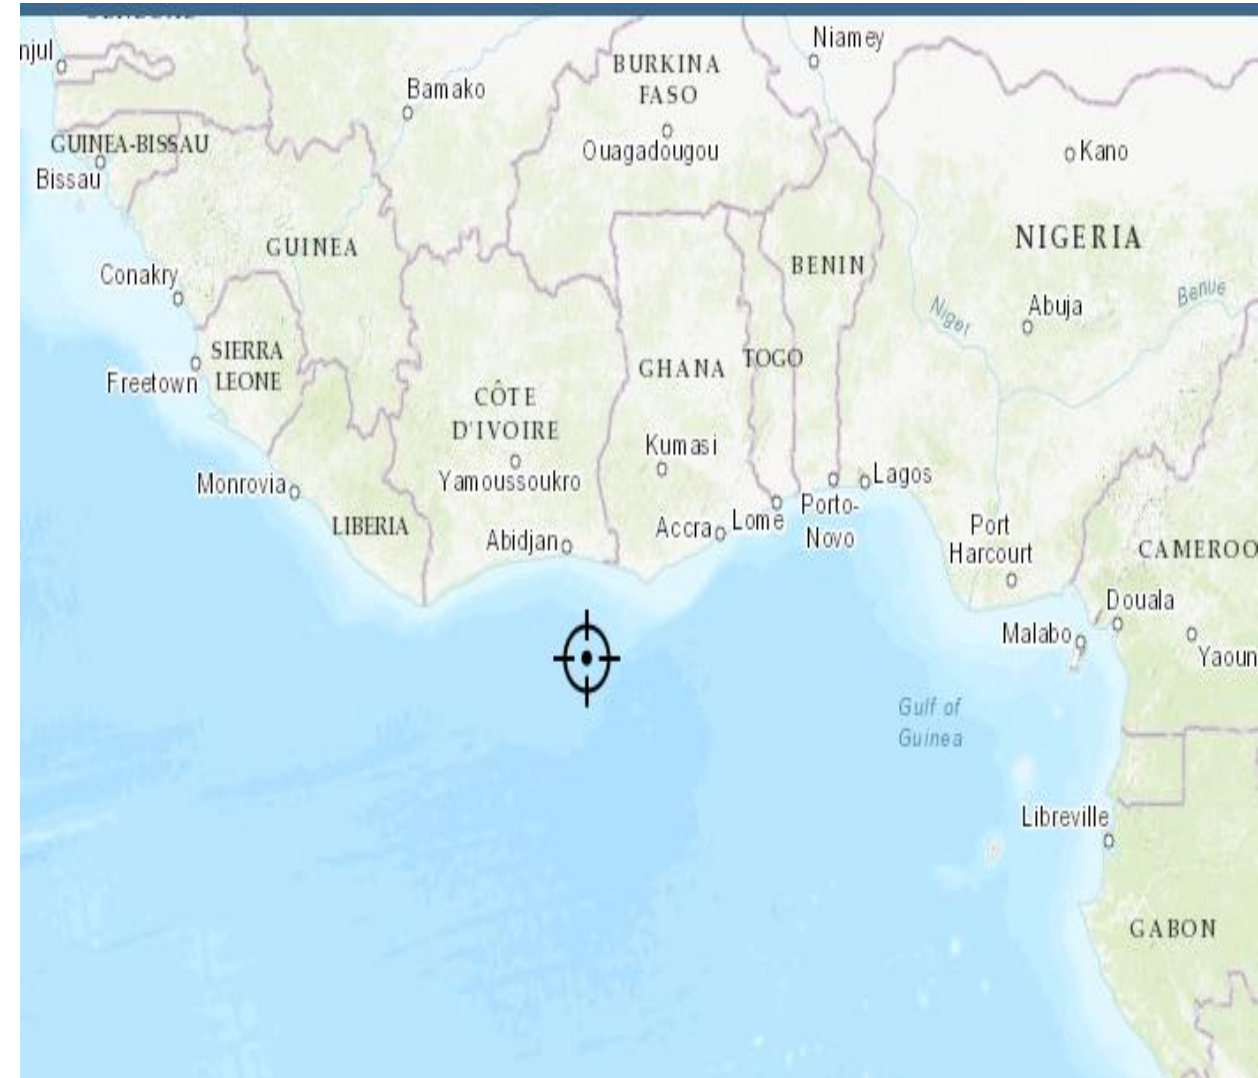 njul
Niamey
BURKINA
FASO
Bamako
Ouagadougou
Kano
GUINEA-BISSAU
Bissau
NIGERIA
GUINEA
BENIN
Conakry
Benue
Niger
Abuja
SIERRA
LEONE
Freetown
GHANA
TOGO
CÔTE
D'IVOIRE
Kumasi
Yamoussoukro
Monrovia
Lagos
Porto-
Novo
Lome
Accra
LIBERIA
Abidjan
Port
Harcourt
CAMEROO
Douala
Malabo
Yaoun
Gulf of
Guinea
Libreville
GABON